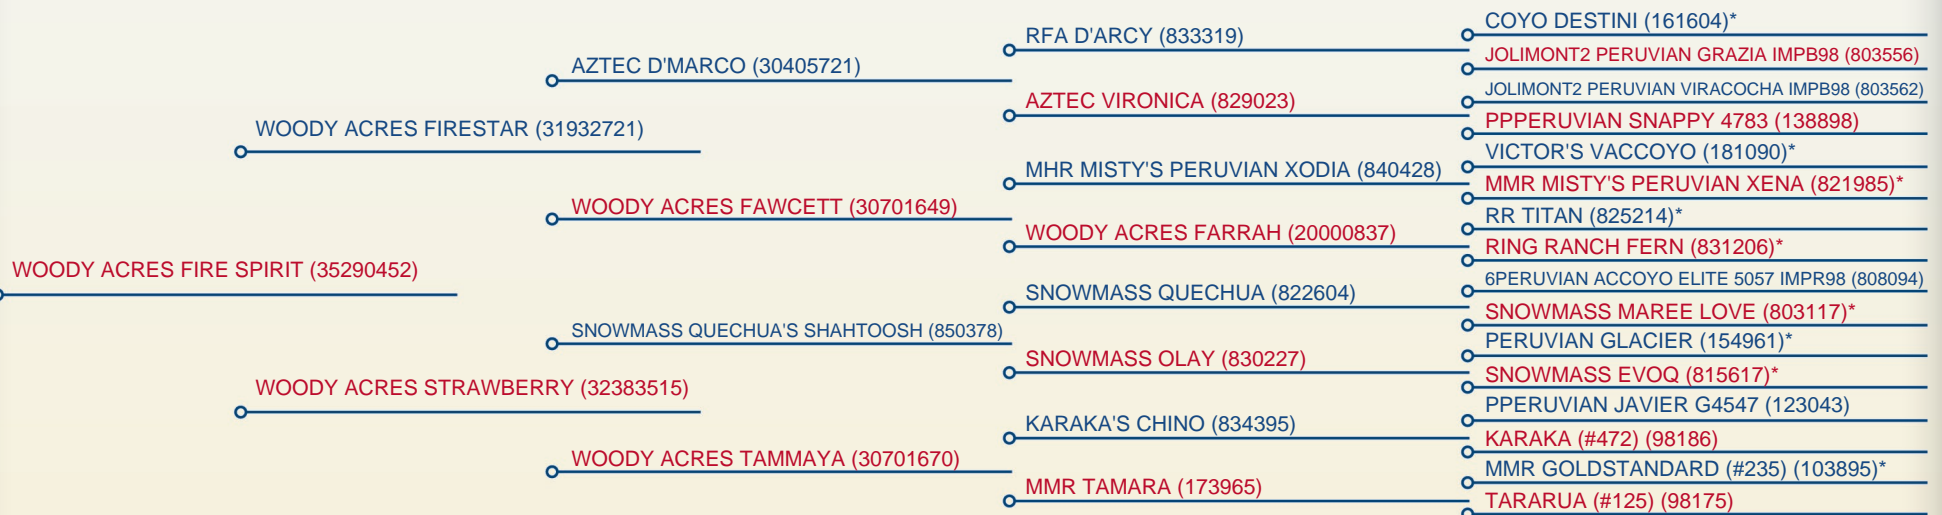 COYO DESTINI (161604)*
RFA D'ARCY (833319)
JOLIMONT2 PERUVIAN GRAZIA IMPB98 (803556)
AZTEC D'MARCO (30405721)
JOLIMONT2 PERUVIAN VIRACOCHA IMPB98 (803562)
AZTEC VIRONICA (829023)
PPPERUVIAN SNAPPY 4783 (138898)
WOODY ACRES FIRESTAR (31932721)
VICTOR'S VACCOYO (181090)*
MHR MISTY'S PERUVIAN XODIA (840428)
MMR MISTY'S PERUVIAN XENA (821985)*
WOODY ACRES FAWCETT (30701649)
RR TITAN (825214)*
WOODY ACRES FARRAH (20000837)
RING RANCH FERN (831206)*
WOODY ACRES FIRE SPIRIT (35290452)
6PERUVIAN ACCOYO ELITE 5057 IMPR98 (808094)
SNOWMASS QUECHUA (822604)
SNOWMASS MAREE LOVE (803117)*
SNOWMASS QUECHUA'S SHAHTOOSH (850378)
PERUVIAN GLACIER (154961)*
SNOWMASS OLAY (830227)
SNOWMASS EVOQ (815617)*
WOODY ACRES STRAWBERRY (32383515)
PPERUVIAN JAVIER G4547 (123043)
KARAKA'S CHINO (834395)
KARAKA (#472) (98186)
WOODY ACRES TAMMAYA (30701670)
MMR GOLDSTANDARD (#235) (103895)*
MMR TAMARA (173965)
TARARUA (#125) (98175)